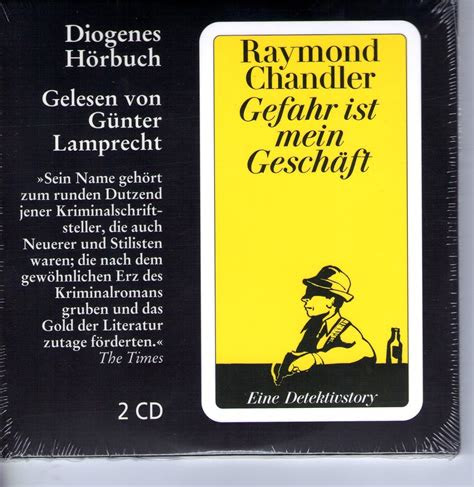 Diogenes
Hörbuch
Gelesen von
Günter
Lamprecht
»Sein Name gehört
zum runden Dutzend
jener Kriminalschrift-
steller, die auch
Neuerer und Stilisten
waren; die nach dem
gewöhnlichen Erz des
Kriminalromans
gruben und das
Gold der Literatur
zutage förderten.«
The Times
2 CD
Raymond
Chandler
Gefahr ist
mein
Geschäft
Eine Detektivstory